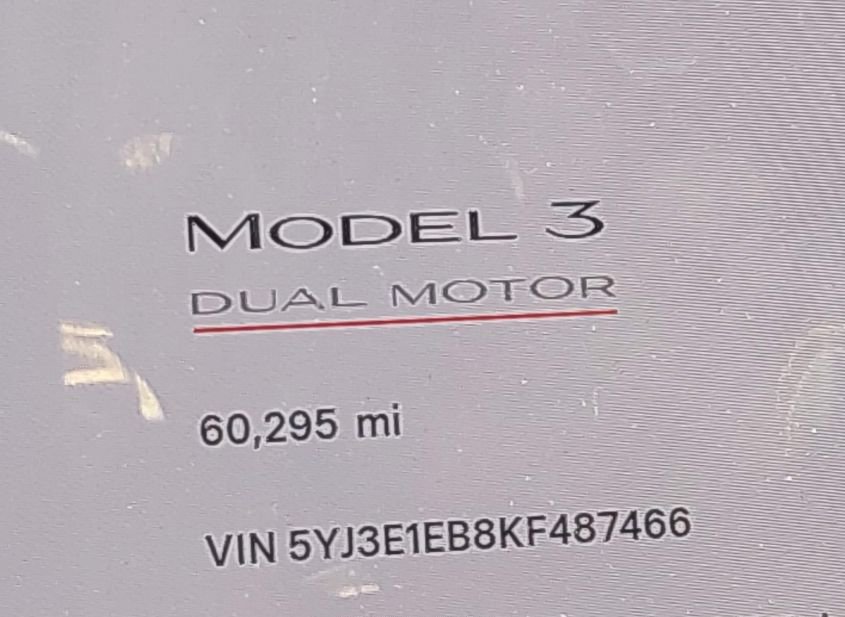 MODEL 3
DUAL MOTOR
60,295 mi
VIN 5YJ3E1EB8KF487466